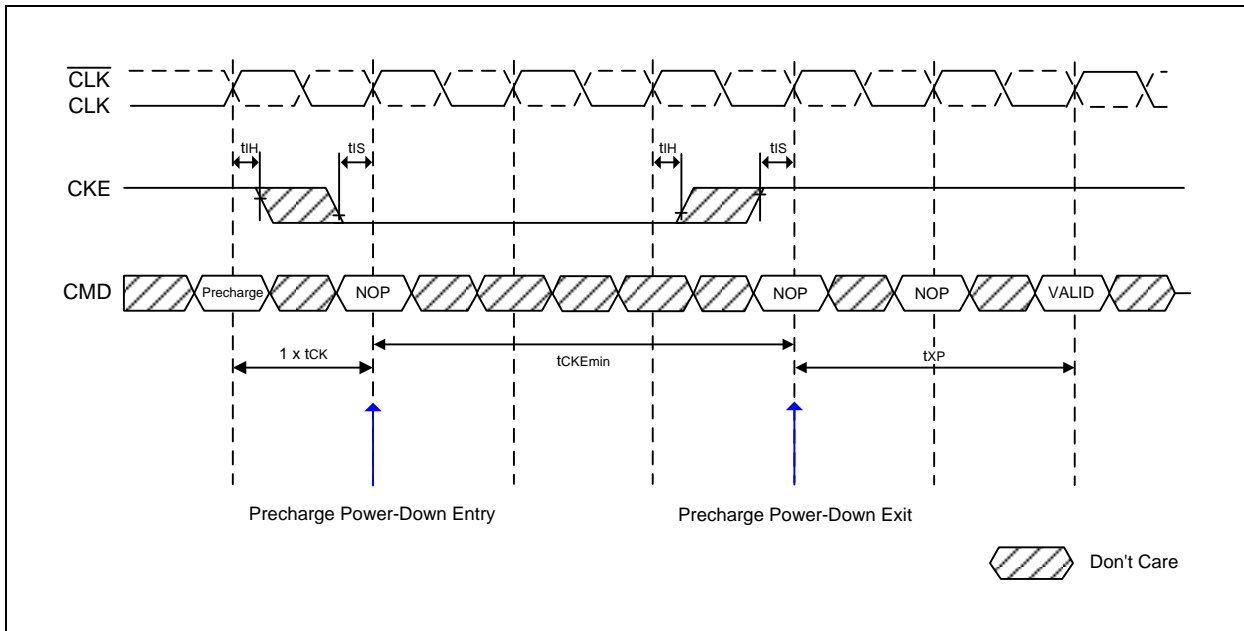 CLK
CLK
tIH
tIS
tIH
tIS
CKE
CMD
Precharge
NOP
NOP
NOP
VALID
1 x tCK
tCKEmin
tXP
Precharge Power-Down Entry
Precharge Power-Down Exit
Don't Care